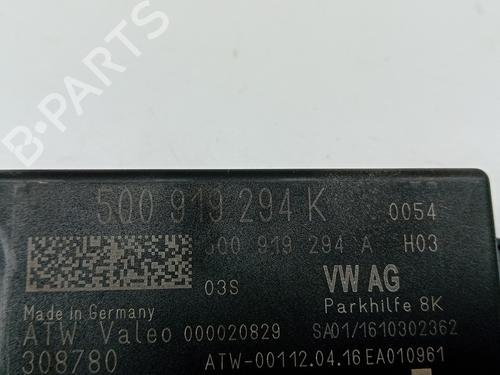 B-PARTS
5Q0 919 294 K 0054
5Q0 919 294 A H03
03S VW AG
Made in Germany Parkhilfe 8K
ATW Valeo 000020829 SA01/1610302362
308780 ATW-00112.04.16EA010961